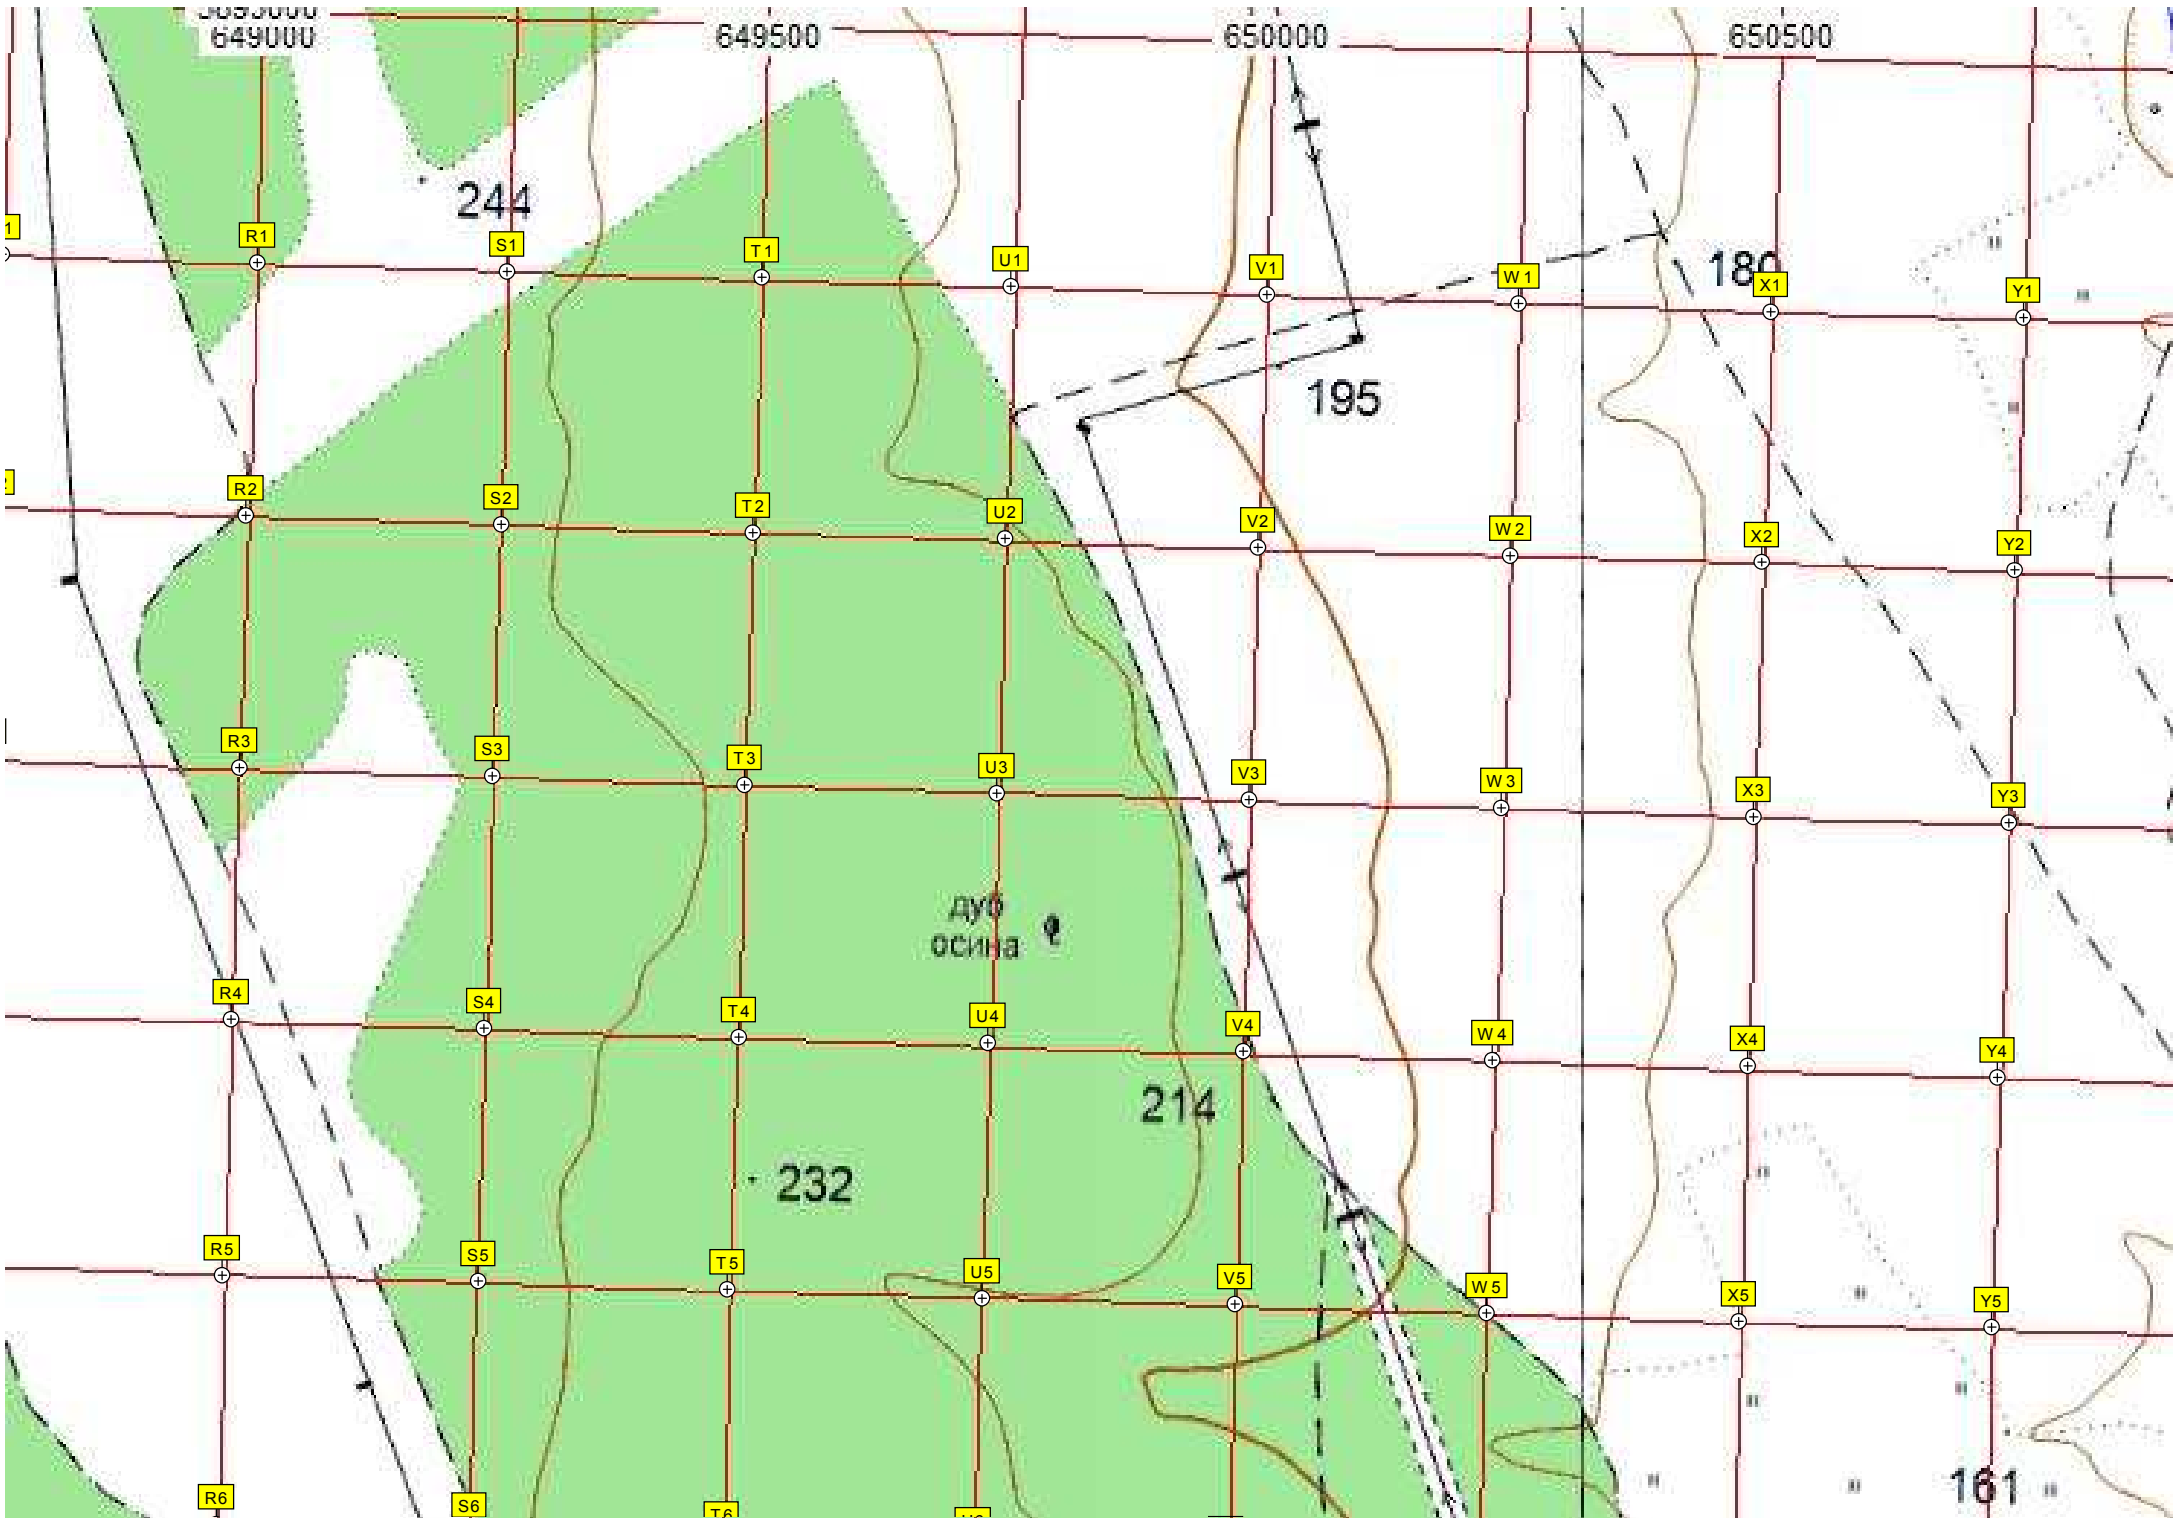 649000 649500 650000 650500
244
R1 S1 T1 U1 V1 W1 X1 Y1
180
195
R2 S2 T2 U2 V2 W2 X2 Y2
R3 S3 T3 U3 V3 W3 X3 Y3
дуб
осина
R4 S4 T4 U4 V4 W4 X4 Y4
214
232
R5 S5 T5 U5 V5 W5 X5 Y5
161
R6 S6 T6